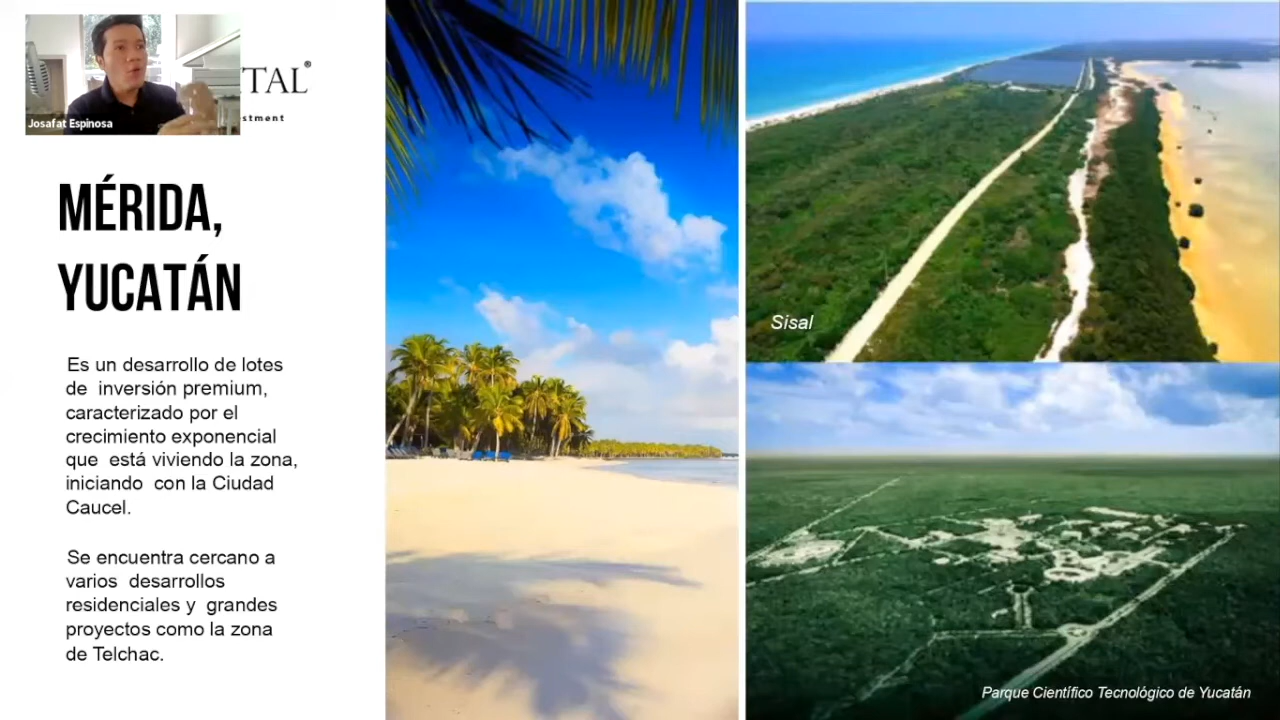 Josafat Espinosa
MÉRIDA,
YUCATÁN
Es un desarrollo de lotes
de inversión premium,
caracterizado por el
crecimiento exponencial
que está viviendo la zona,
iniciando con la Ciudad
Caucel.
Se encuentra cercano a
varios desarrollos
residenciales y grandes
proyectos como la zona
de Telchac.
Sisal
Parque Científico Tecnológico de Yucatán